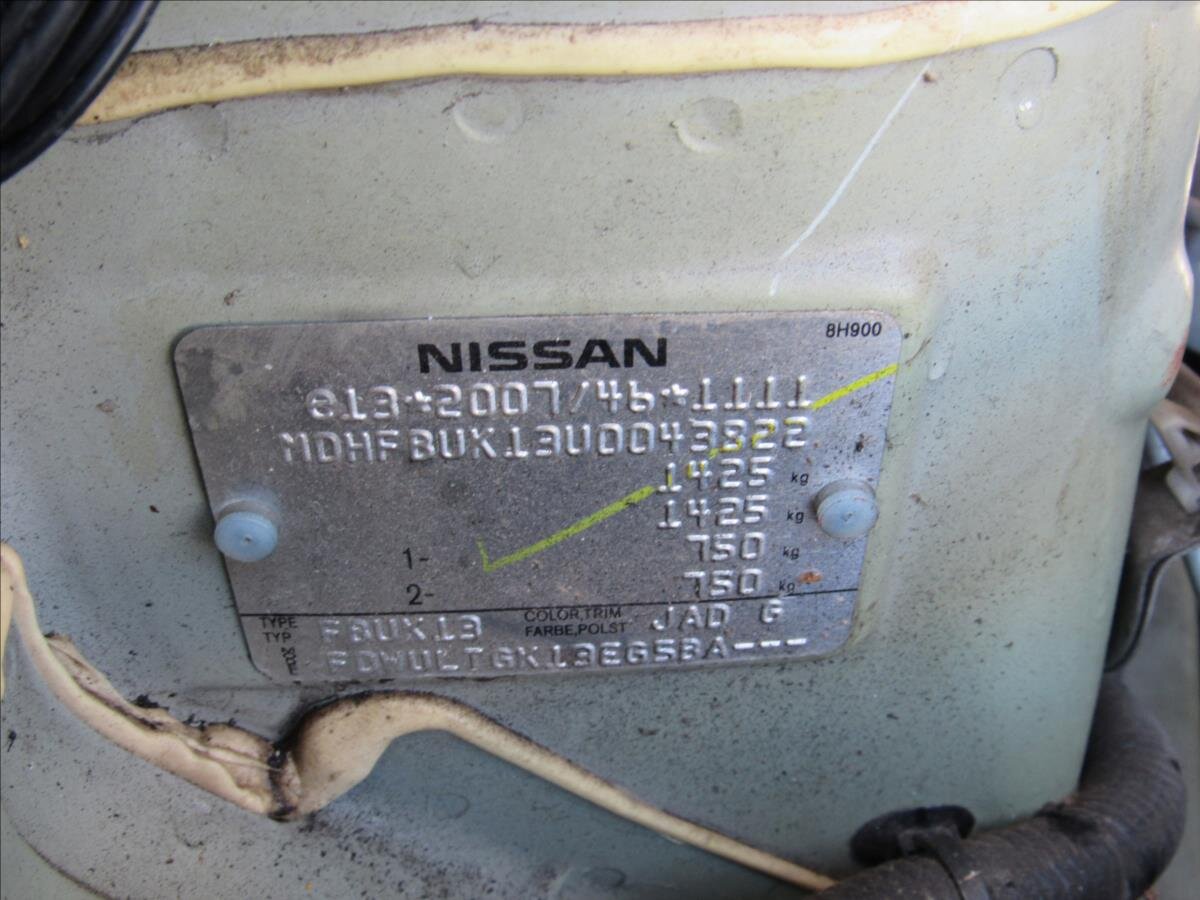 8H900
NISSAN
e13*2007/46*1111
MDHFBUK13U0043822
1425 kg
1425 kg
1- 750 kg
2- 750 kg
TYPE TYP FBUK13 COLOR,TRIM FARBE,POLST JAD G
FDWULTGK13EG5BA---